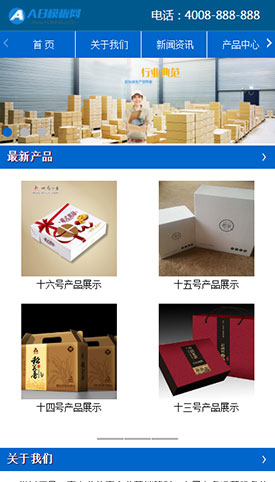 AB模板网
电话：4008-888-888
首 页
关于我们
新闻资讯
产品中心
行业典范
最新产品
十六号产品展示
十五号产品展示
十四号产品展示
十三号产品展示
关于我们